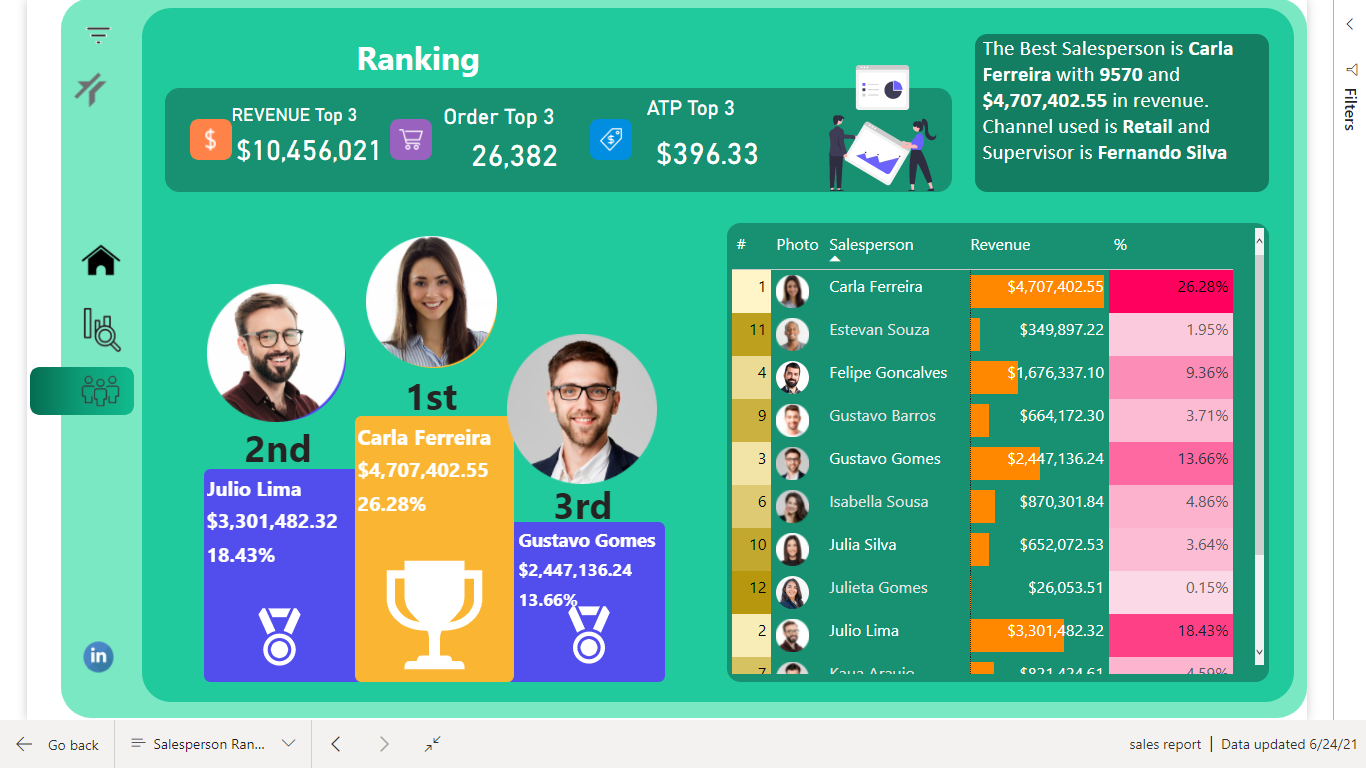 Ranking
REVENUE Top 3
$10,456,021
Order Top 3
26,382
ATP Top 3
$396.33
The Best Salesperson is Carla
Ferreira with 9570 and
$4,707,402.55 in revenue.
Channel used is Retail and
Supervisor is Fernando Silva
Filters
1st
Carla Ferreira
$4,707,402.55
26.28%
2nd
Julio Lima
$3,301,482.32
18.43%
3rd
Gustavo Gomes
$2,447,136.24
13.66%
# Photo Salesperson Revenue %
1 Carla Ferreira $4,707,402.55 26.28%
11 Estevan Souza $349,897.22 1.95%
4 Felipe Goncalves $1,676,337.10 9.36%
9 Gustavo Barros $664,172.30 3.71%
3 Gustavo Gomes $2,447,136.24 13.66%
6 Isabella Sousa $870,301.84 4.86%
10 Julia Silva $652,072.53 3.64%
12 Julieta Gomes $26,053.51 0.15%
2 Julio Lima $3,301,482.32 18.43%
7 Kaua Araujo $821,424.61 4.59%
in
Go back
Salesperson Ran...
sales report | Data updated 6/24/21